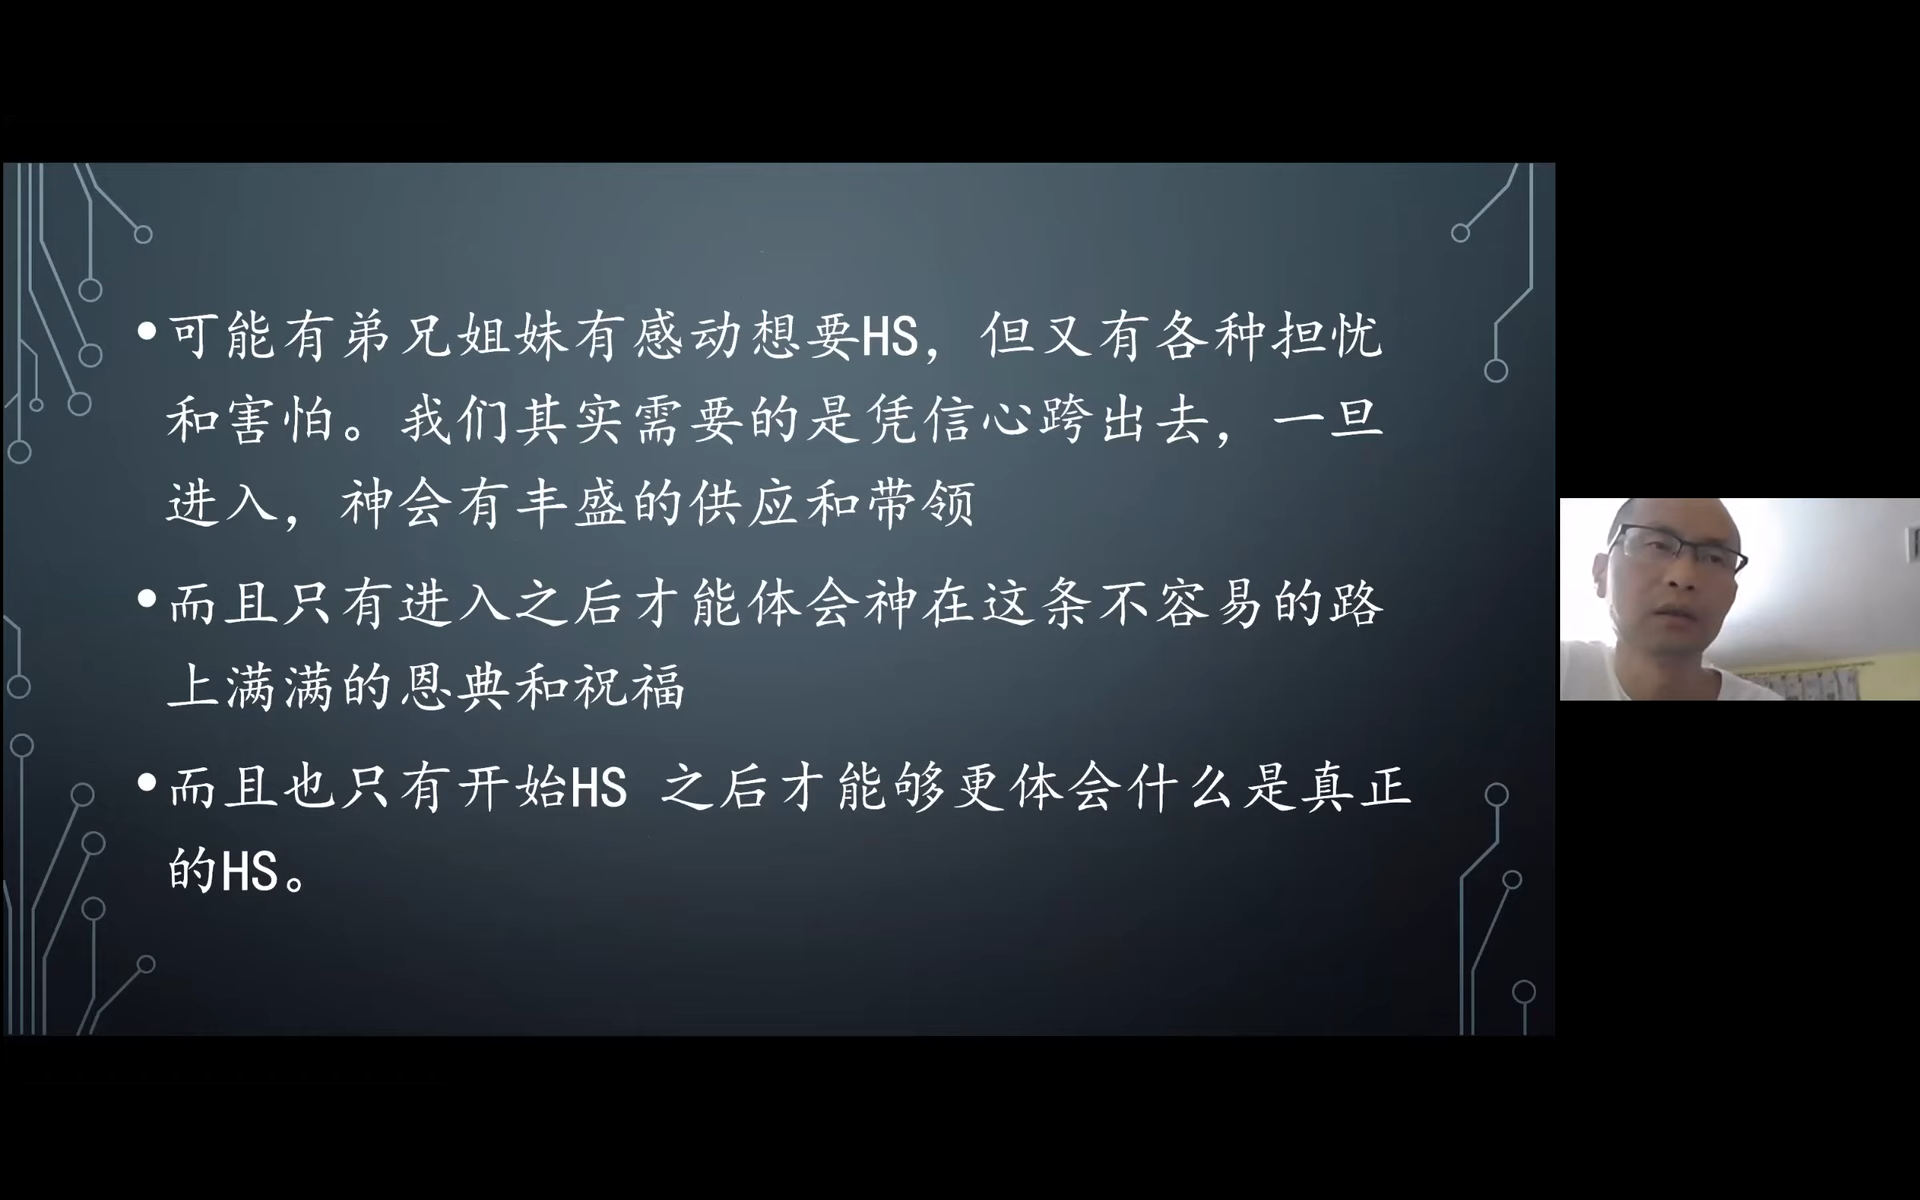 •可能有弟兄姐妹有感动想要HS，但又有各种担忧
和害怕。我们其实需要的是凭信心跨出去，一旦
进入，神会有丰盛的供应和带领
•而且只有进入之后才能体会神在这条不容易的路
上满满的恩典和祝福
•而且也只有开始HS 之后才能够更体会什么是真正
的HS。